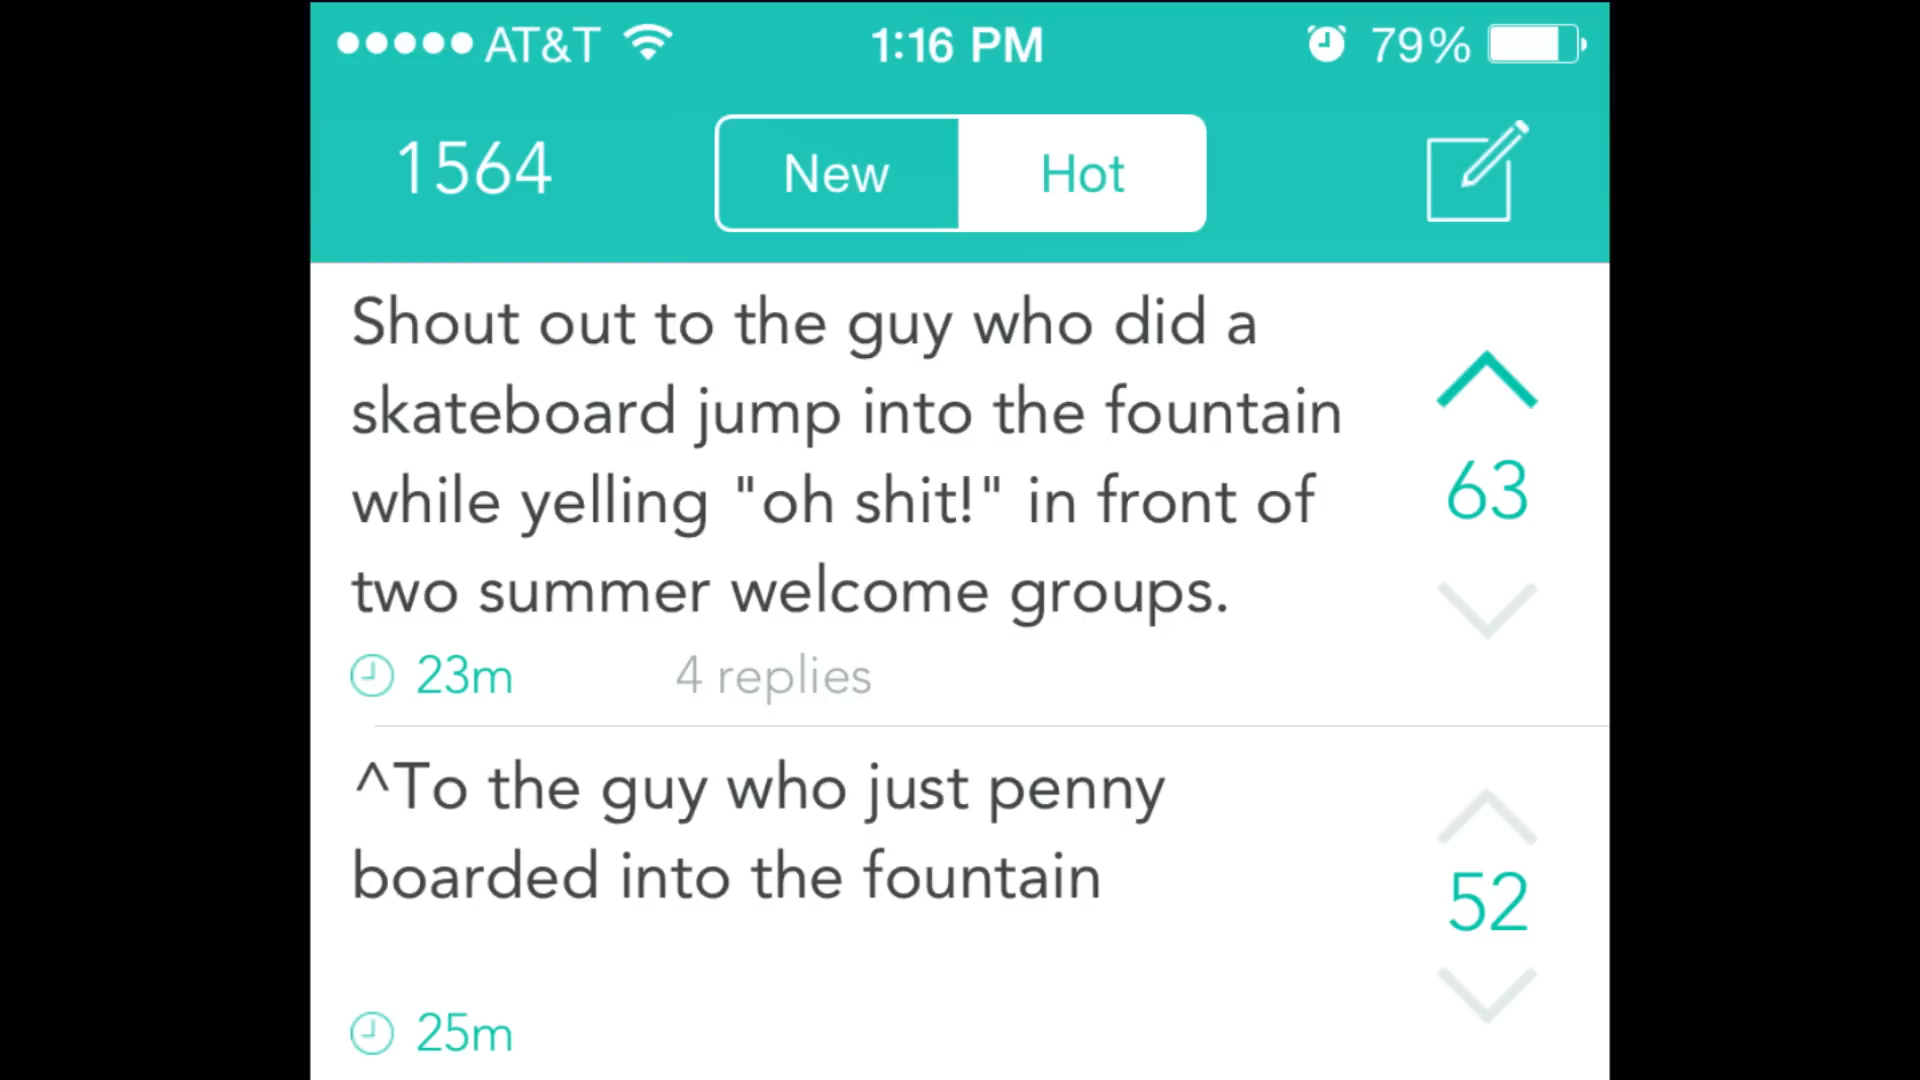 AT&T 1:16 PM 79%
1564 New Hot
Shout out to the guy who did a
skateboard jump into the fountain
while yelling "oh shit!" in front of
two summer welcome groups.
63
23m 4 replies
^To the guy who just penny
boarded into the fountain
52
25m